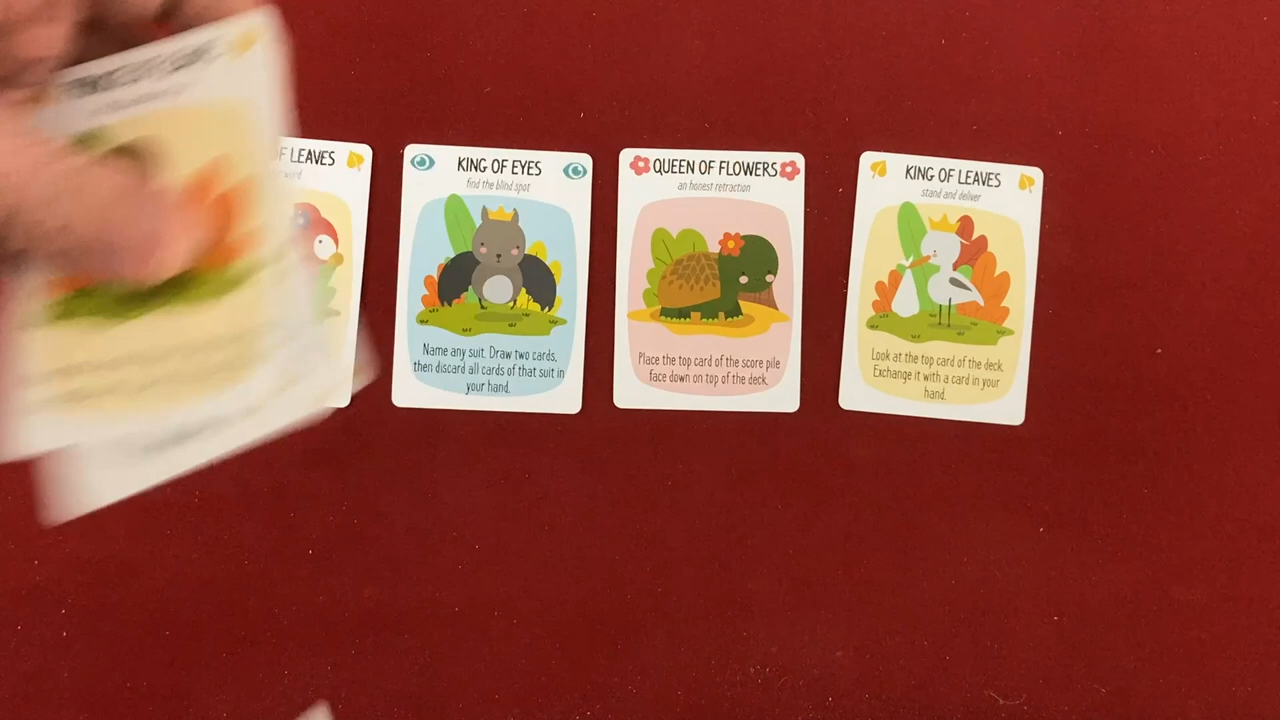 F LEAVES
word
KING OF EYES
find the blind spot
Name any suit. Draw two cards,
then discard all cards of that suit in
your hand.
QUEEN OF FLOWERS
an honest retraction
Place the top card of the score pile
face down on top of the deck.
KING OF LEAVES
stand and deliver
Look at the top card of the deck.
Exchange it with a card in your
hand.